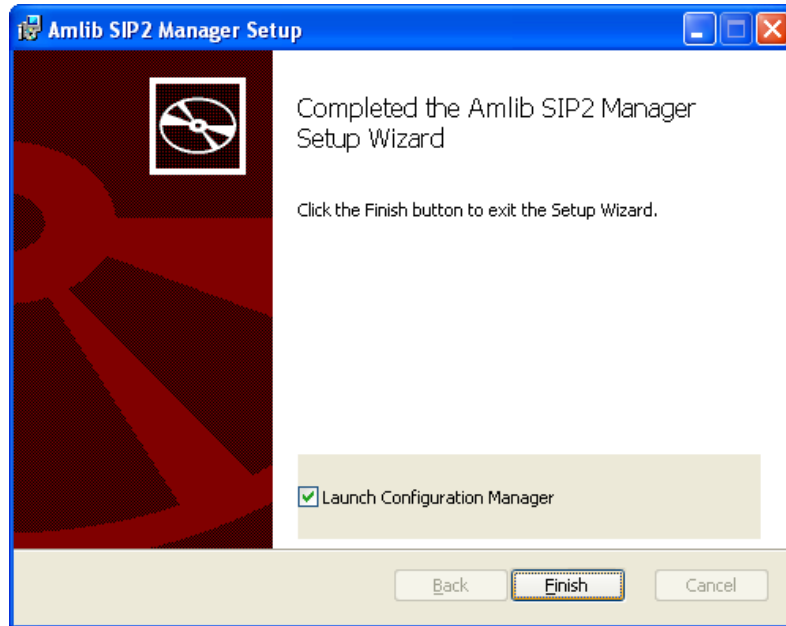 Amlib SIP2 Manager Setup
Completed the Amlib SIP2 Manager
Setup Wizard
Click the Finish button to exit the Setup Wizard.
Launch Configuration Manager
Back
Finish
Cancel